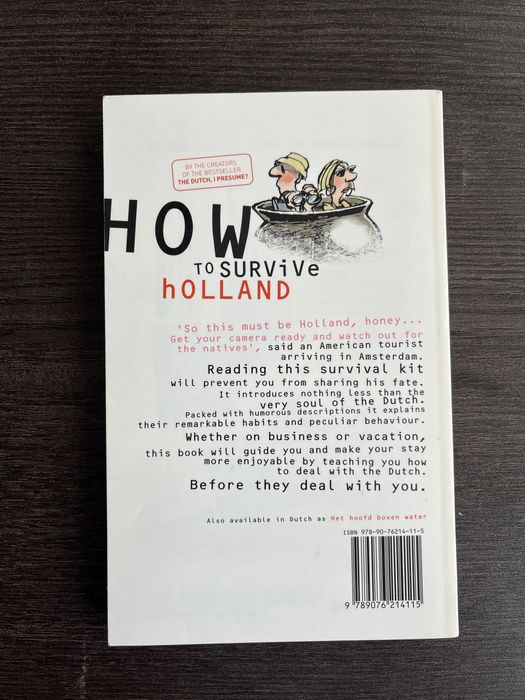 BY THE CREATORS
OF THE BESTSELLER
THE DUTCH, I PRESUME?
HOW
TO SURViVe
hOLLAND
'So this must be Holland, honey...
Get your camera ready and watch out for
the natives', said an American tourist
arriving in Amsterdam.
Reading this survival kit
will prevent you from sharing his fate.
It introduces nothing less than the
very soul of the Dutch.
Packed with humorous descriptions it explains
their remarkable habits and peculiar behaviour.
Whether on business or vacation,
this book will guide you and make your stay
more enjoyable by teaching you how
to deal with the Dutch.
Before they deal with you.
Also available in Dutch as Het hoofd boven water
ISBN 978-90-76214-11-5
9 789076 214115